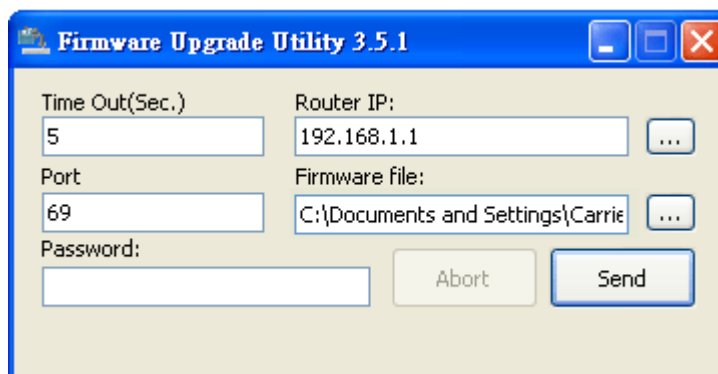 Firmware Upgrade Utility 3.5.1
Time Out(Sec.) Router IP:
5 192.168.1.1 ...
Port Firmware file:
69 C:\Documents and Settings\Carrie ...
Password:
Abort Send